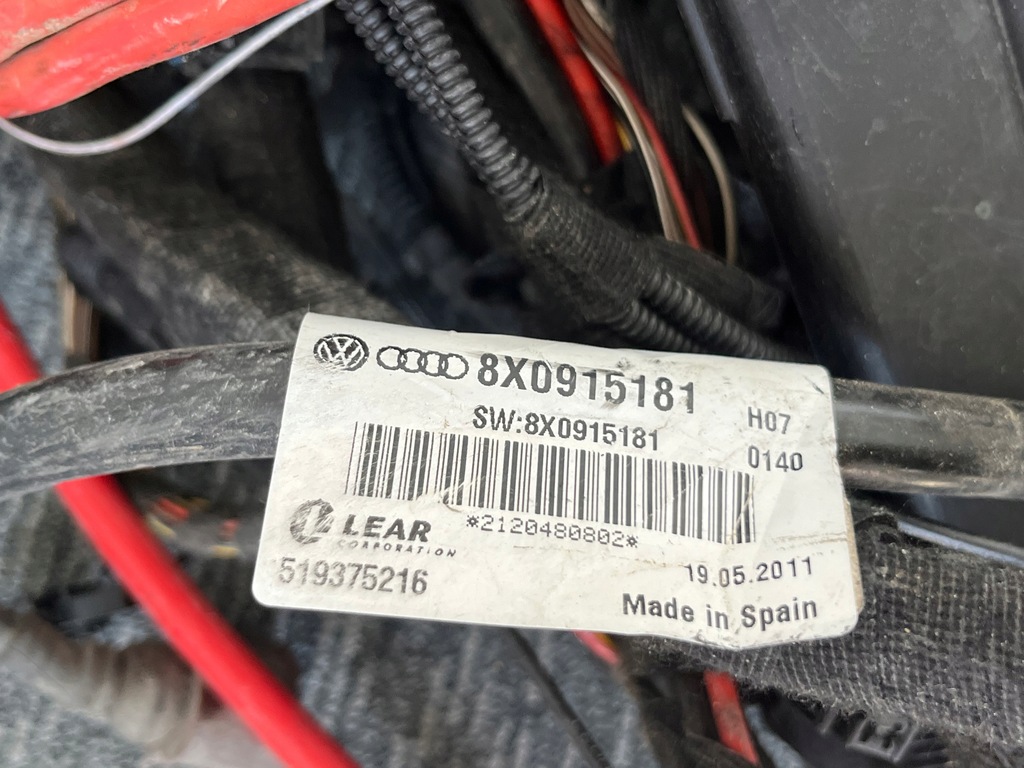 8X0915181
SW:8X0915181
H07
0140
*2120480802*
LEAR
CORPORATION
519375216
19.05.2011
Made in Spain